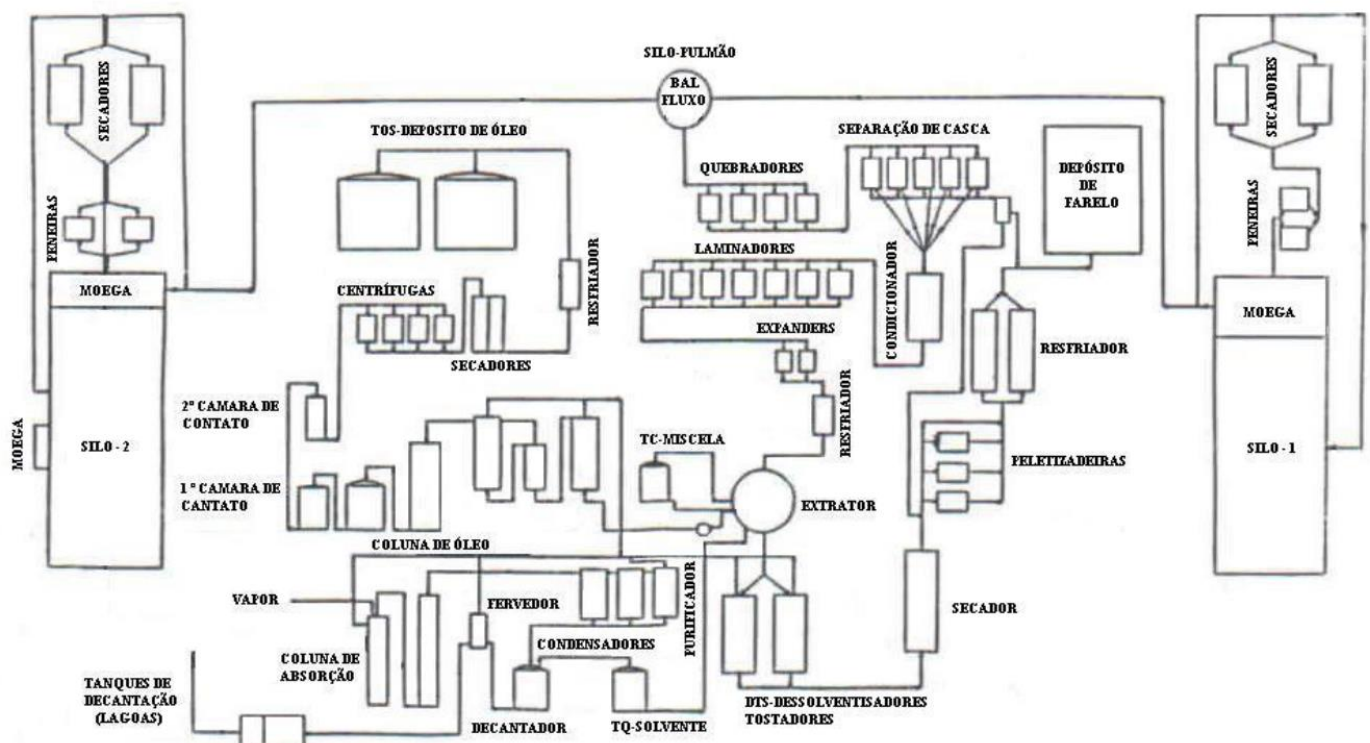 SILO-PULMÃO
BAL
FLUXO
SECADORES
SECADORES
TOS-DEPOSITO DE ÓLEO
SEPARAÇÃO DE CASCA
QUEBRADORES
DEPÓSITO
DE
FARELO
PENEIRAS
PENEIRAS
LAMINADORES
RESFRIADOR
MOEGA
CENTRÍFUGAS
CONDICIONADOR
MOEGA
EXPANDERS
RESFRIADOR
SECADORES
2ª CAMARA DE
CONTATO
RESFRIADOR
MOEGA
SILO - 2
TC-MISCELA
PELETIZADEIRAS
SILO - 1
1ª CAMARA DE
CANTATO
EXTRATOR
COLUNA DE ÓLEO
VAPOR
FERVEDOR
PURIFICADOR
SECADOR
CONDENSADORES
COLUNA DE
ABSORÇÃO
TANQUES DE
DECANTAÇÃO
(LAGOAS)
DECANTADOR
TQ-SOLVENTE
DTS-DESSOLVENTISADORES
TOSTADORES